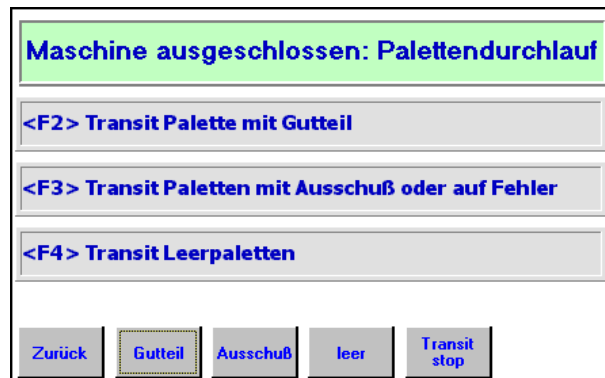 Maschine ausgeschlossen: Palettendurchlauf
<F2> Transit Palette mit Gutteil
<F3> Transit Paletten mit Ausschuß oder auf Fehler
<F4> Transit Leerpaletten
Zurück Gutteil Ausschuß leer Transit
stop